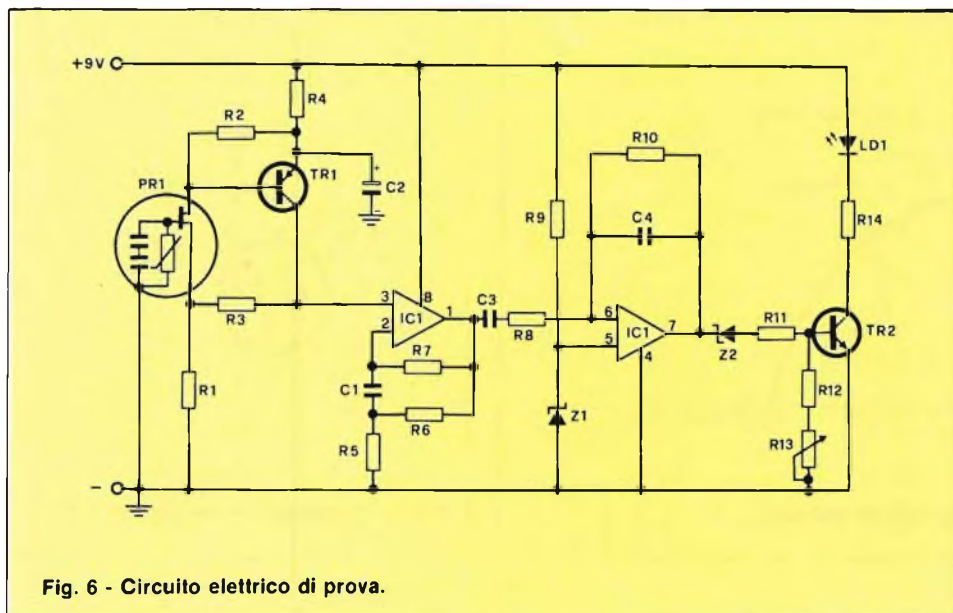 +9V
R4
R2
PR1
TR1
C2
R3
R1
3
2
8
IC1
1
R7
C1
R6
R5
C3
R8
R9
Z1
R10
C4
6
5
IC1
7
4
Z2
R11
LD1
R14
TR2
R12
R13
+
-
-
Fig. 6 - Circuito elettrico di prova.